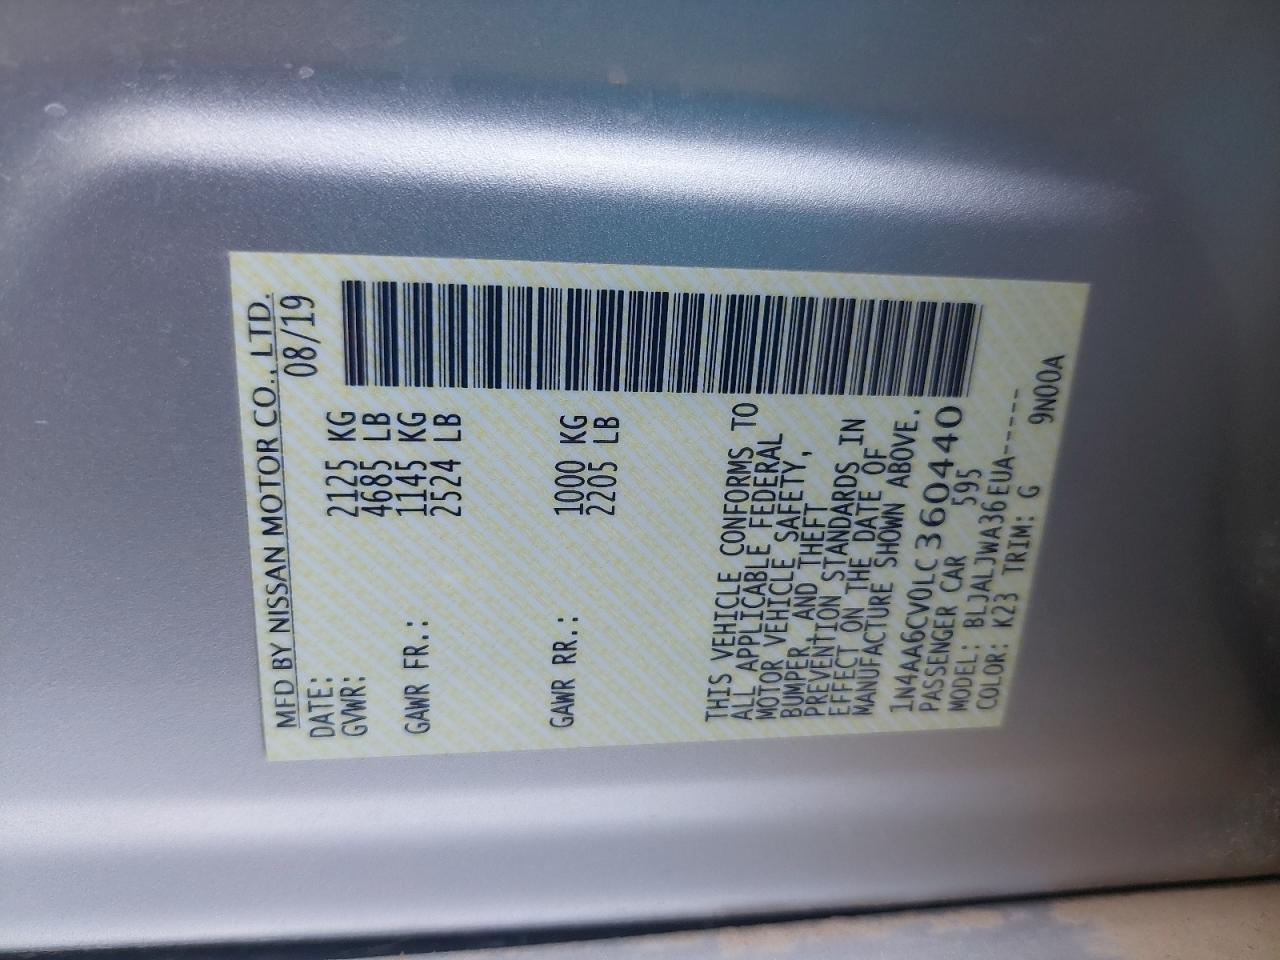 MFD BY NISSAN MOTOR CO., LTD.
DATE: 08/19
GVWR: 2125 KG
4685 LB
GAWR FR.: 1145 KG
2524 LB
GAWR RR.: 1000 KG
2205 LB
THIS VEHICLE CONFORMS TO
ALL APPLICABLE FEDERAL
MOTOR VEHICLE SAFETY,
BUMPER, AND THEFT
PREVENTION STANDARDS IN
EFFECT ON THE DATE OF
MANUFACTURE SHOWN ABOVE.
1N4AA6CV0LC360440
PASSENGER CAR 595
MODEL: BLJALJWA36EUA-----
COLOR: K23 TRIM: G 9N00A